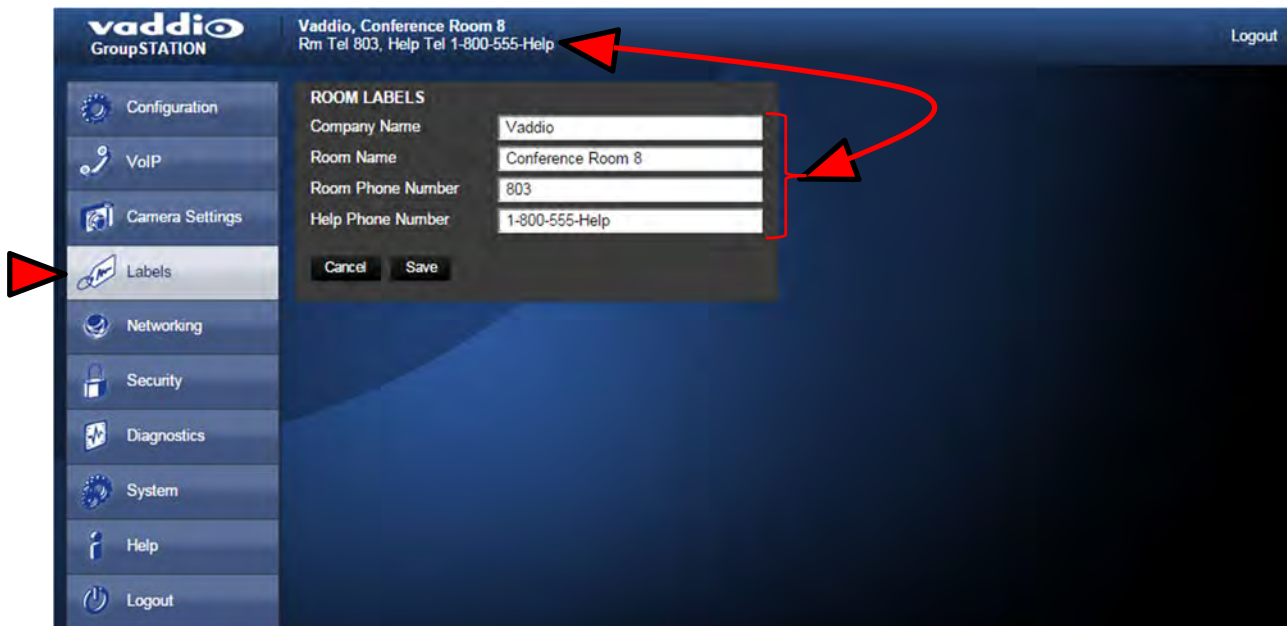 vaddio
GroupSTATION
Vaddio, Conference Room 8
Rm Tel 803, Help Tel 1-800-555-Help
Logout
Configuration
VoIP
Camera Settings
Labels
Networking
Security
Diagnostics
System
Help
Logout
ROOM LABELS
Company Name Vaddio
Room Name Conference Room 8
Room Phone Number 803
Help Phone Number 1-800-555-Help
Cancel Save